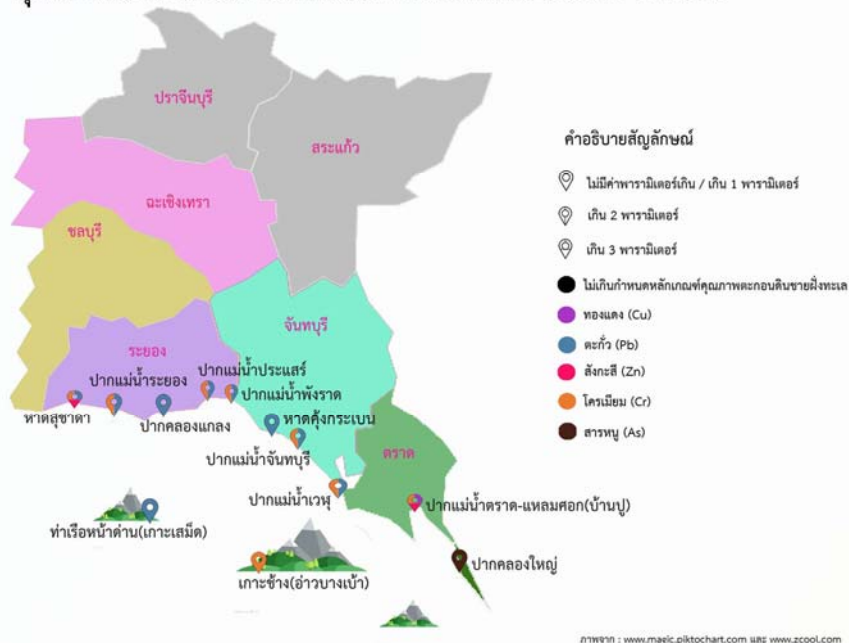 ปราจีนบุรี
สระแก้ว
ฉะเชิงเทรา
ชลบุรี
ระยอง
จันทบุรี
ตราด
ปากแม่น้ำประแสร์
ปากแม่น้ำระยอง
ปากแม่น้ำพังราด
หาดสุชาดา
ปากคลองแกลง
หาดคุ้งกระเบน
ปากแม่น้ำจันทบุรี
ปากแม่น้ำเวฬุ
ปากแม่น้ำตราด-แหลมศอก(บ้านปู)
ท่าเรือหน้าด่าน(เกาะเสม็ด)
เกาะช้าง(อ่าวบางเบ้า)
ปากคลองใหญ่
คำอธิบายสัญลักษณ์
ไม่มีค่าพารามิเตอร์เกิน / เกิน 1 พารามิเตอร์
เกิน 2 พารามิเตอร์
เกิน 3 พารามิเตอร์
ไม่เกินกำหนดหลักเกณฑ์คุณภาพตะกอนดินชายฝั่งทะเล
ทองแดง (Cu)
ตะกั่ว (Pb)
สังกะสี (Zn)
โครเมียม (Cr)
สารหนู (As)
ภาพจาก : www.magic.piktochart.com และ www.zcool.com